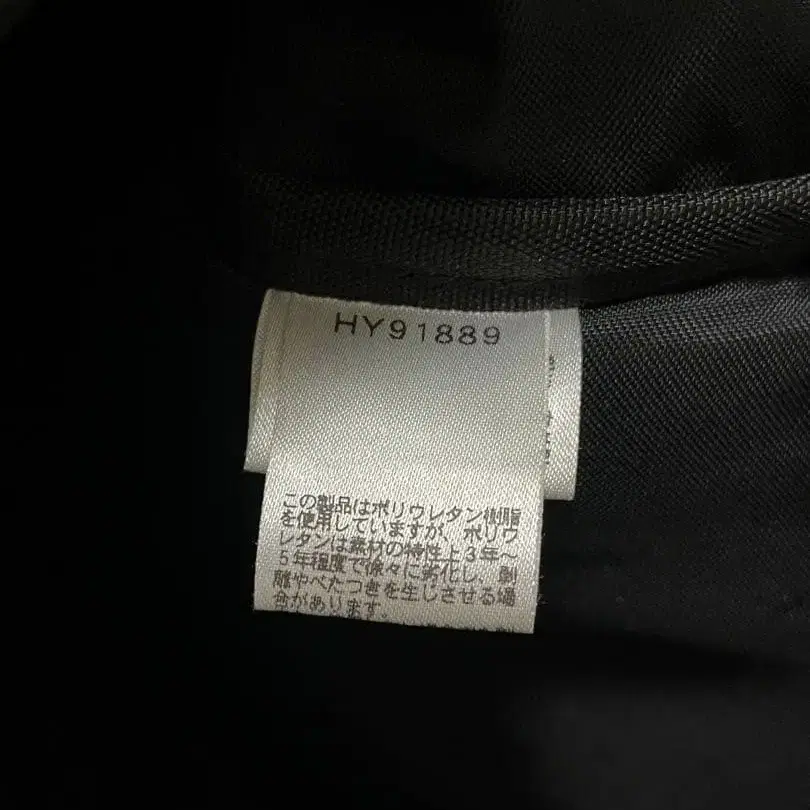 HY91889
この製品はポリウレタン樹脂
を使用していますが、ポリウ
レタンは素材の特性上3年～
5年程度で徐々に劣化し、剝
離やべたつきを生じさせる場
合があります。